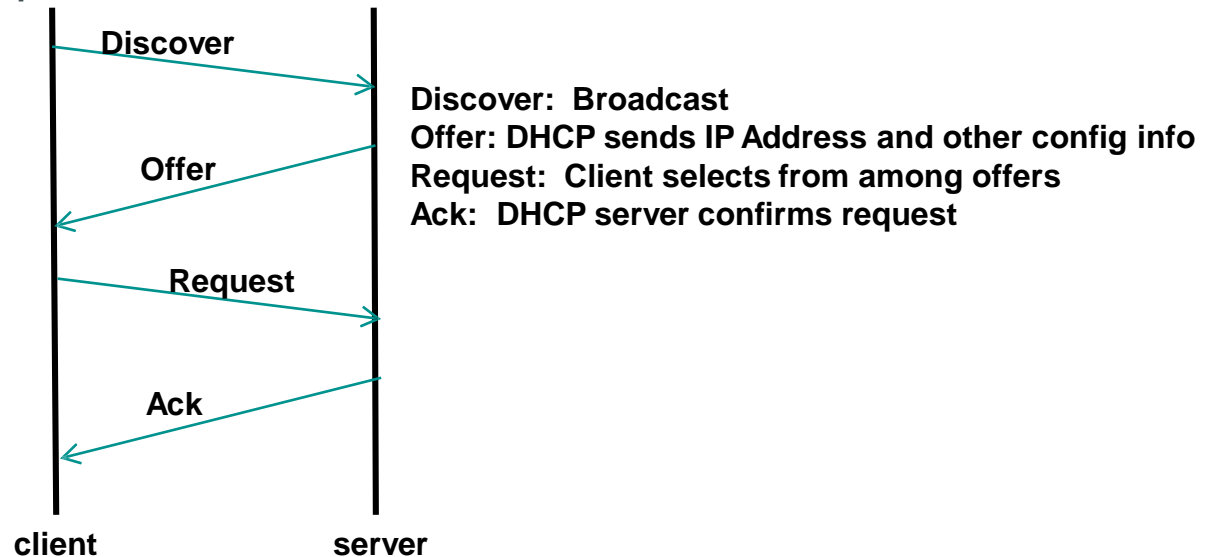 Discover
Discover: Broadcast
Offer: DHCP sends IP Address and other config info
Offer
Request: Client selects from among offers
Ack: DHCP server confirms request
Request
Ack
client
server